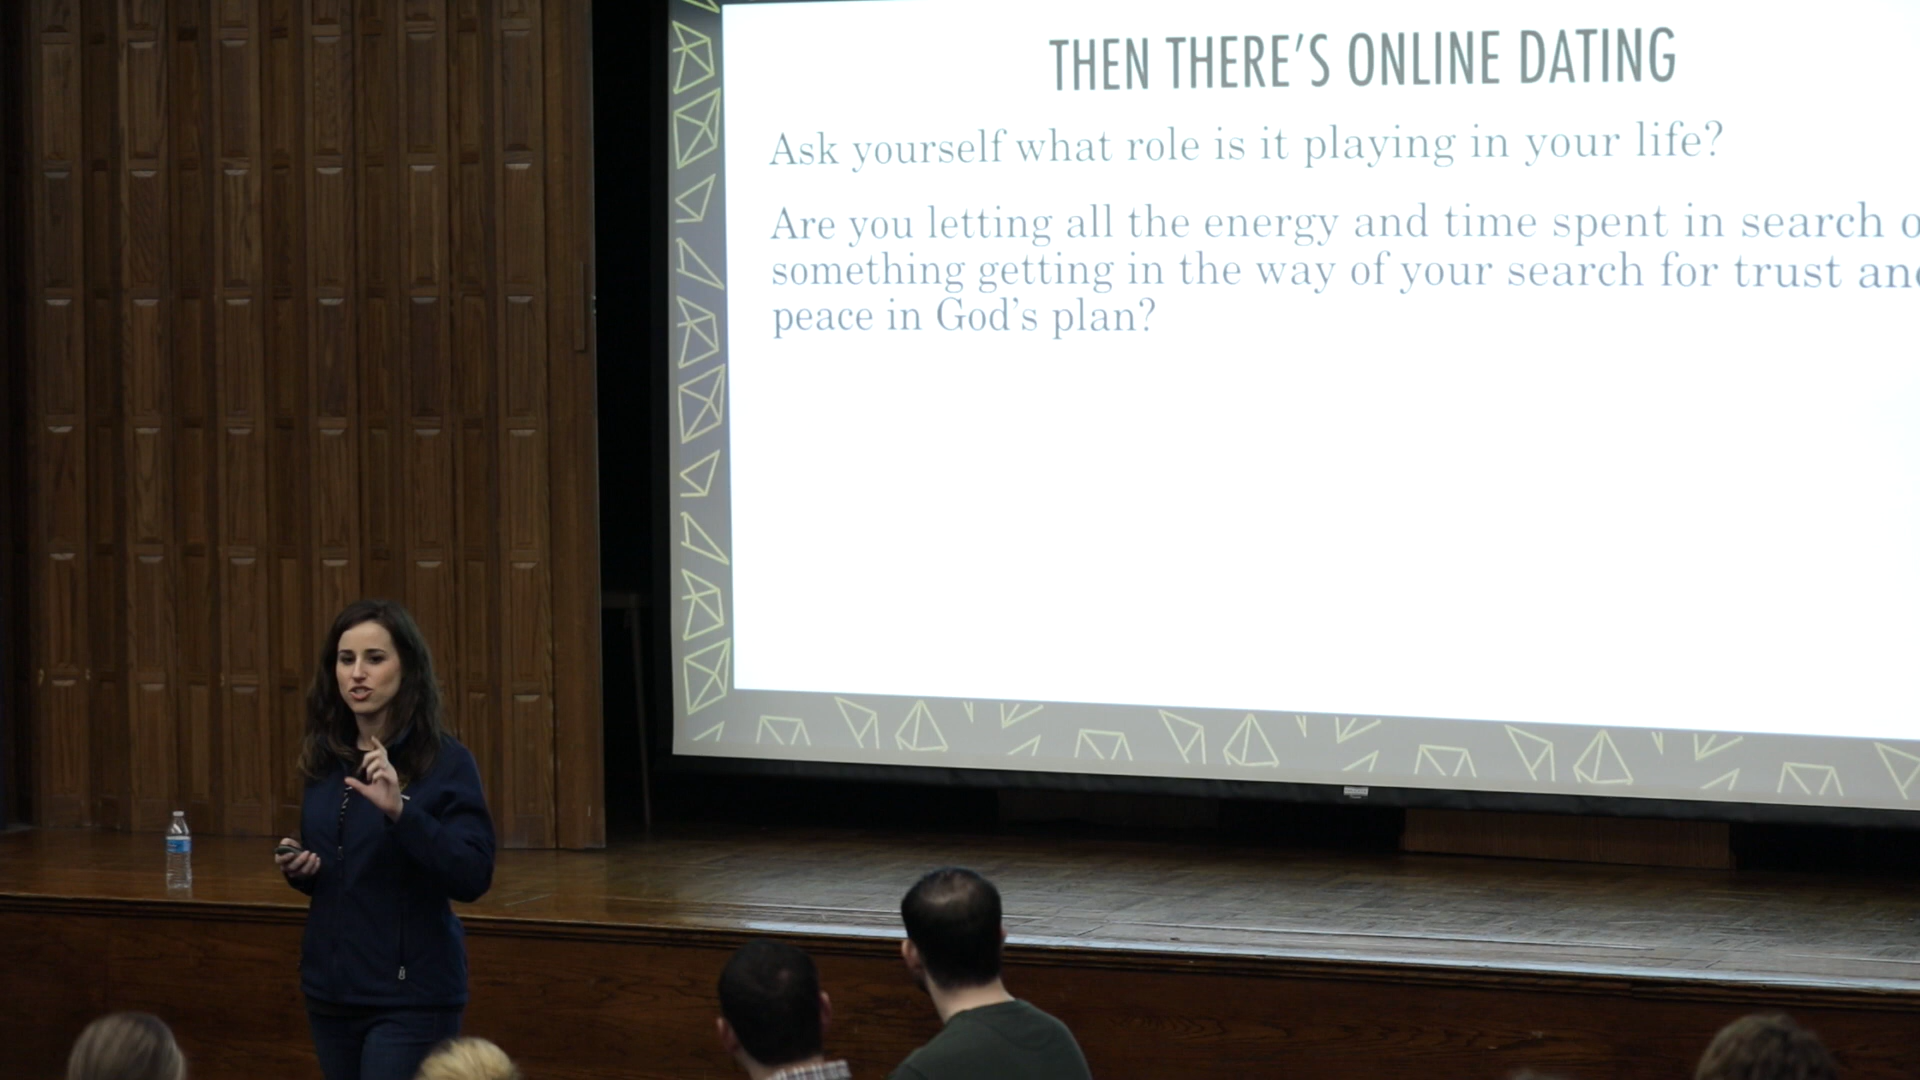 THEN THERE'S ONLINE DATING
Ask yourself what role is it playing in your life?
Are you letting all the energy and time spent in search
something getting in the way of your search for trust
peace in God's plan?